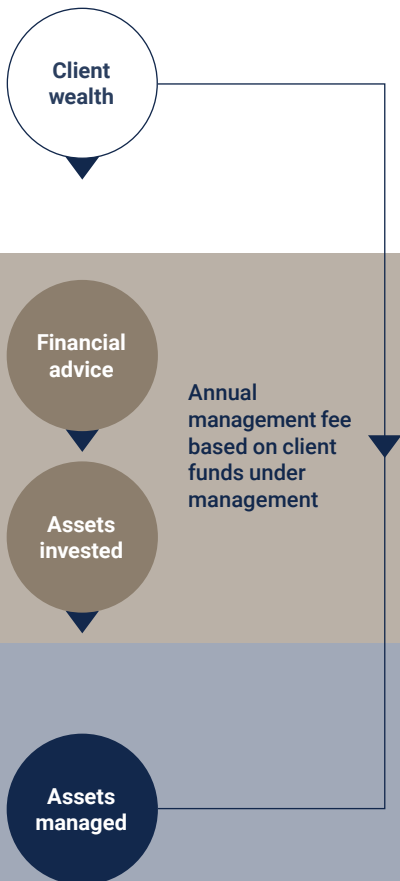 Client
wealth
Financial
advice
Annual
management fee
based on client
funds under
management
Assets
invested
Assets
managed